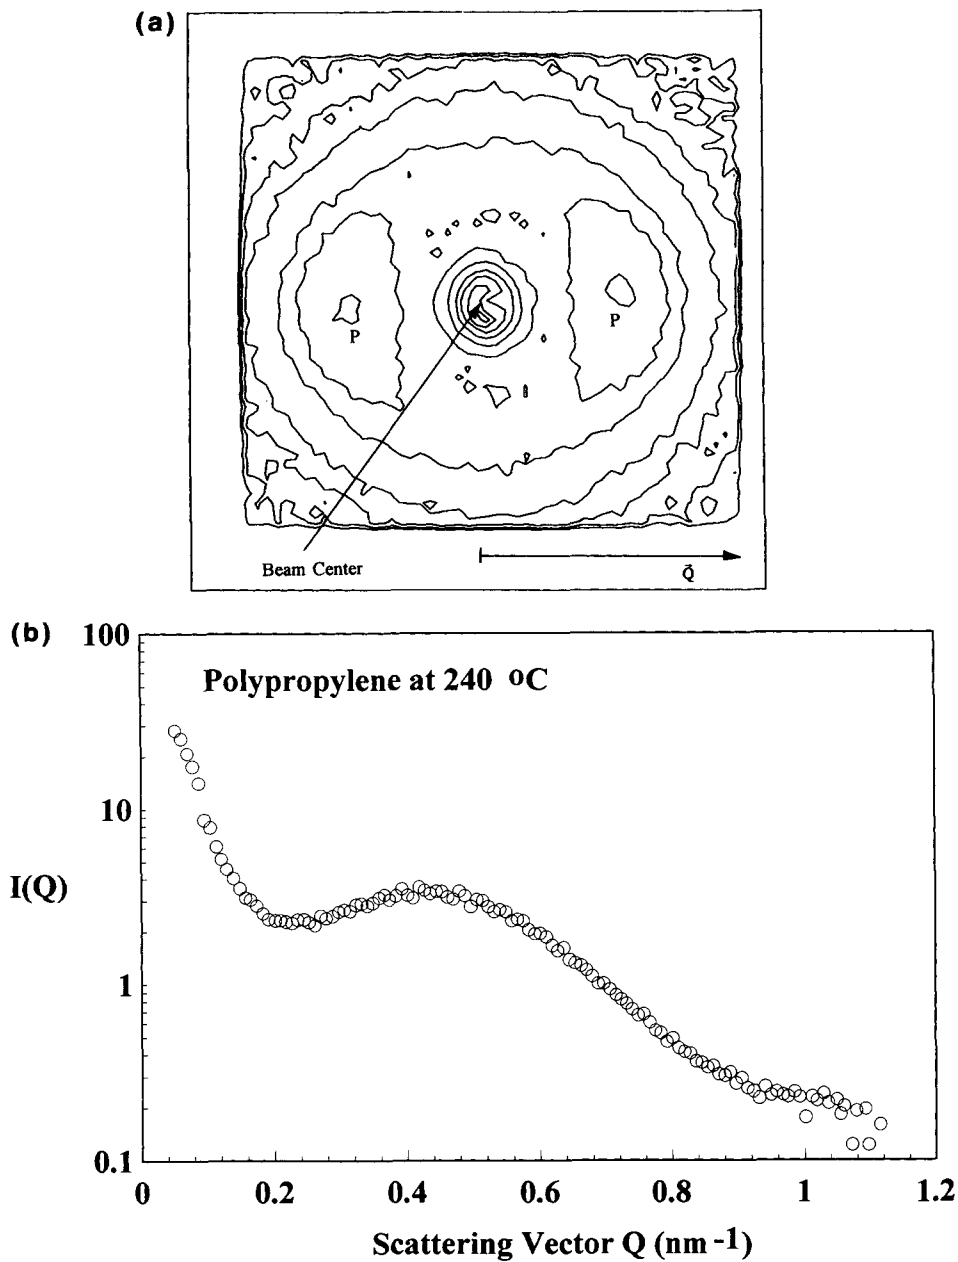 (a)
P
P
Beam Center
Q⃗
(b)
100
Polypropylene at 240 oC
10
I(Q)
1
0.1
0
0.2
0.4
0.6
0.8
1
1.2
Scattering Vector Q (nm -1)